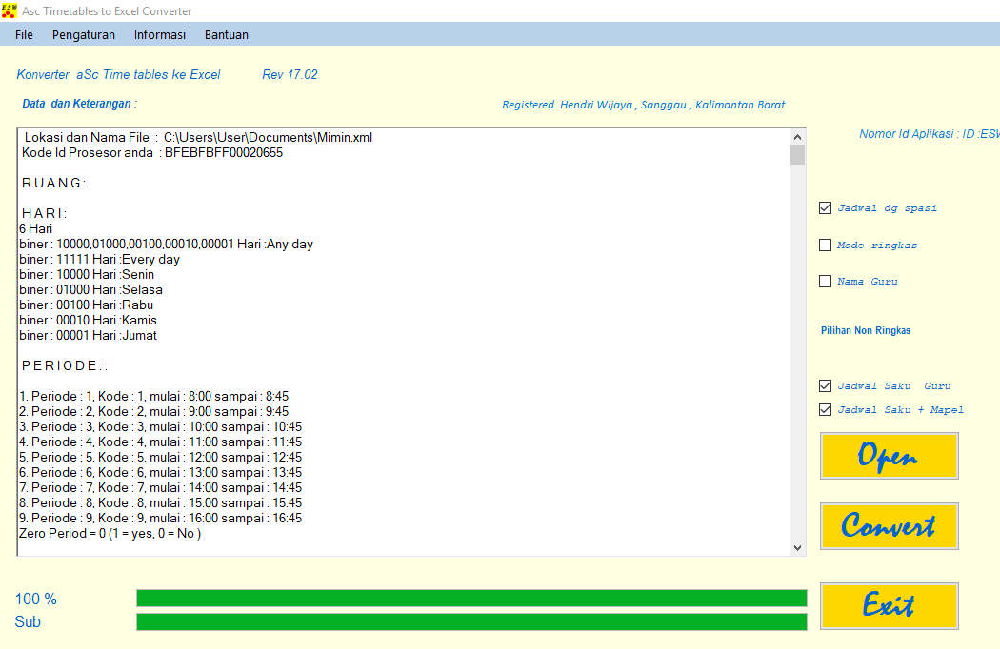 ESW Asc Timetables to Excel Converter
File Pengaturan Informasi Bantuan
Konverter aSc Time tables ke Excel Rev 17.02
Data dan Keterangan :
Registered Hendri Wijaya , Sanggau , Kalimantan Barat
Nomor Id Aplikasi : ID :ESW
Lokasi dan Nama File : C:\Users\User\Documents\Mimin.xml
Kode Id Prosesor anda : BFEBFBFF00020655
R U A N G :
H A R I :
6 Hari
biner : 10000,01000,00100,00010,00001 Hari :Any day
biner : 11111 Hari :Every day
biner : 10000 Hari :Senin
biner : 01000 Hari :Selasa
biner : 00100 Hari :Rabu
biner : 00010 Hari :Kamis
biner : 00001 Hari :Jumat
P E R I O D E : :
1. Periode : 1, Kode : 1, mulai : 8:00 sampai : 8:45
2. Periode : 2, Kode : 2, mulai : 9:00 sampai : 9:45
3. Periode : 3, Kode : 3, mulai : 10:00 sampai : 10:45
4. Periode : 4, Kode : 4, mulai : 11:00 sampai : 11:45
5. Periode : 5, Kode : 5, mulai : 12:00 sampai : 12:45
6. Periode : 6, Kode : 6, mulai : 13:00 sampai : 13:45
7. Periode : 7, Kode : 7, mulai : 14:00 sampai : 14:45
8. Periode : 8, Kode : 8, mulai : 15:00 sampai : 15:45
9. Periode : 9, Kode : 9, mulai : 16:00 sampai : 16:45
Zero Period = 0 (1 = yes, 0 = No )
Jadwal dg spasi
Mode ringkas
Nama Guru
Pilihan Non Ringkas
Jadwal Saku Guru
Jadwal Saku + Mapel
Open
Convert
Exit
100 %
Sub